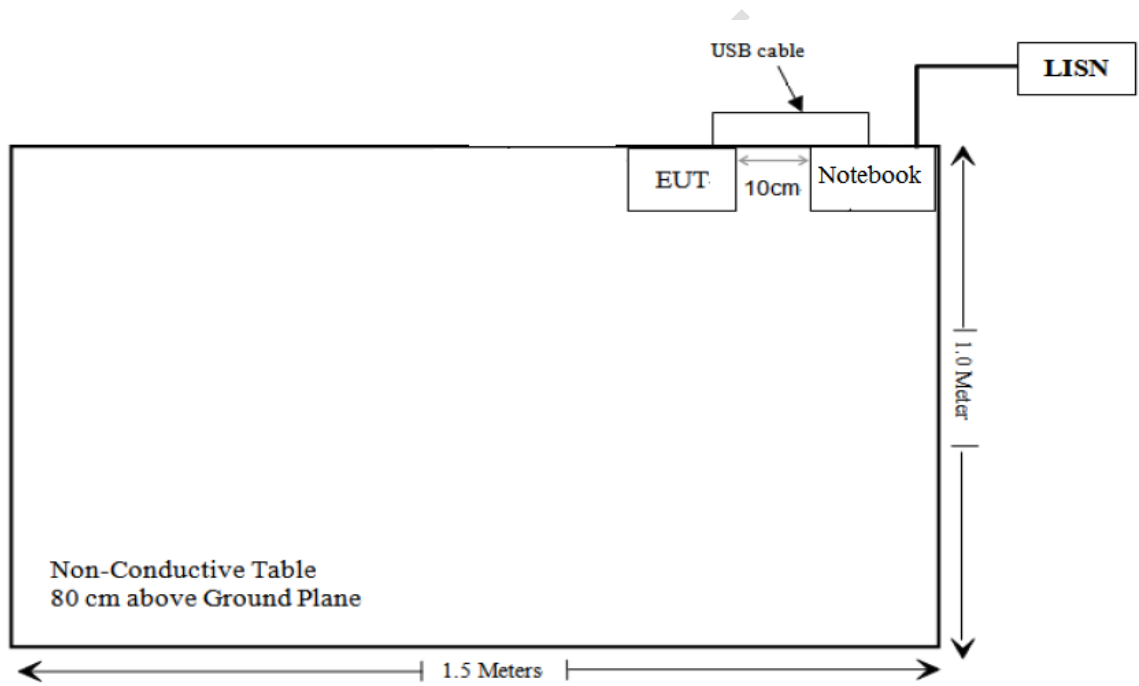 USB cable
LISN
EUT
10cm
Notebook
1.0 Meter
Non-Conductive Table
80 cm above Ground Plane
1.5 Meters